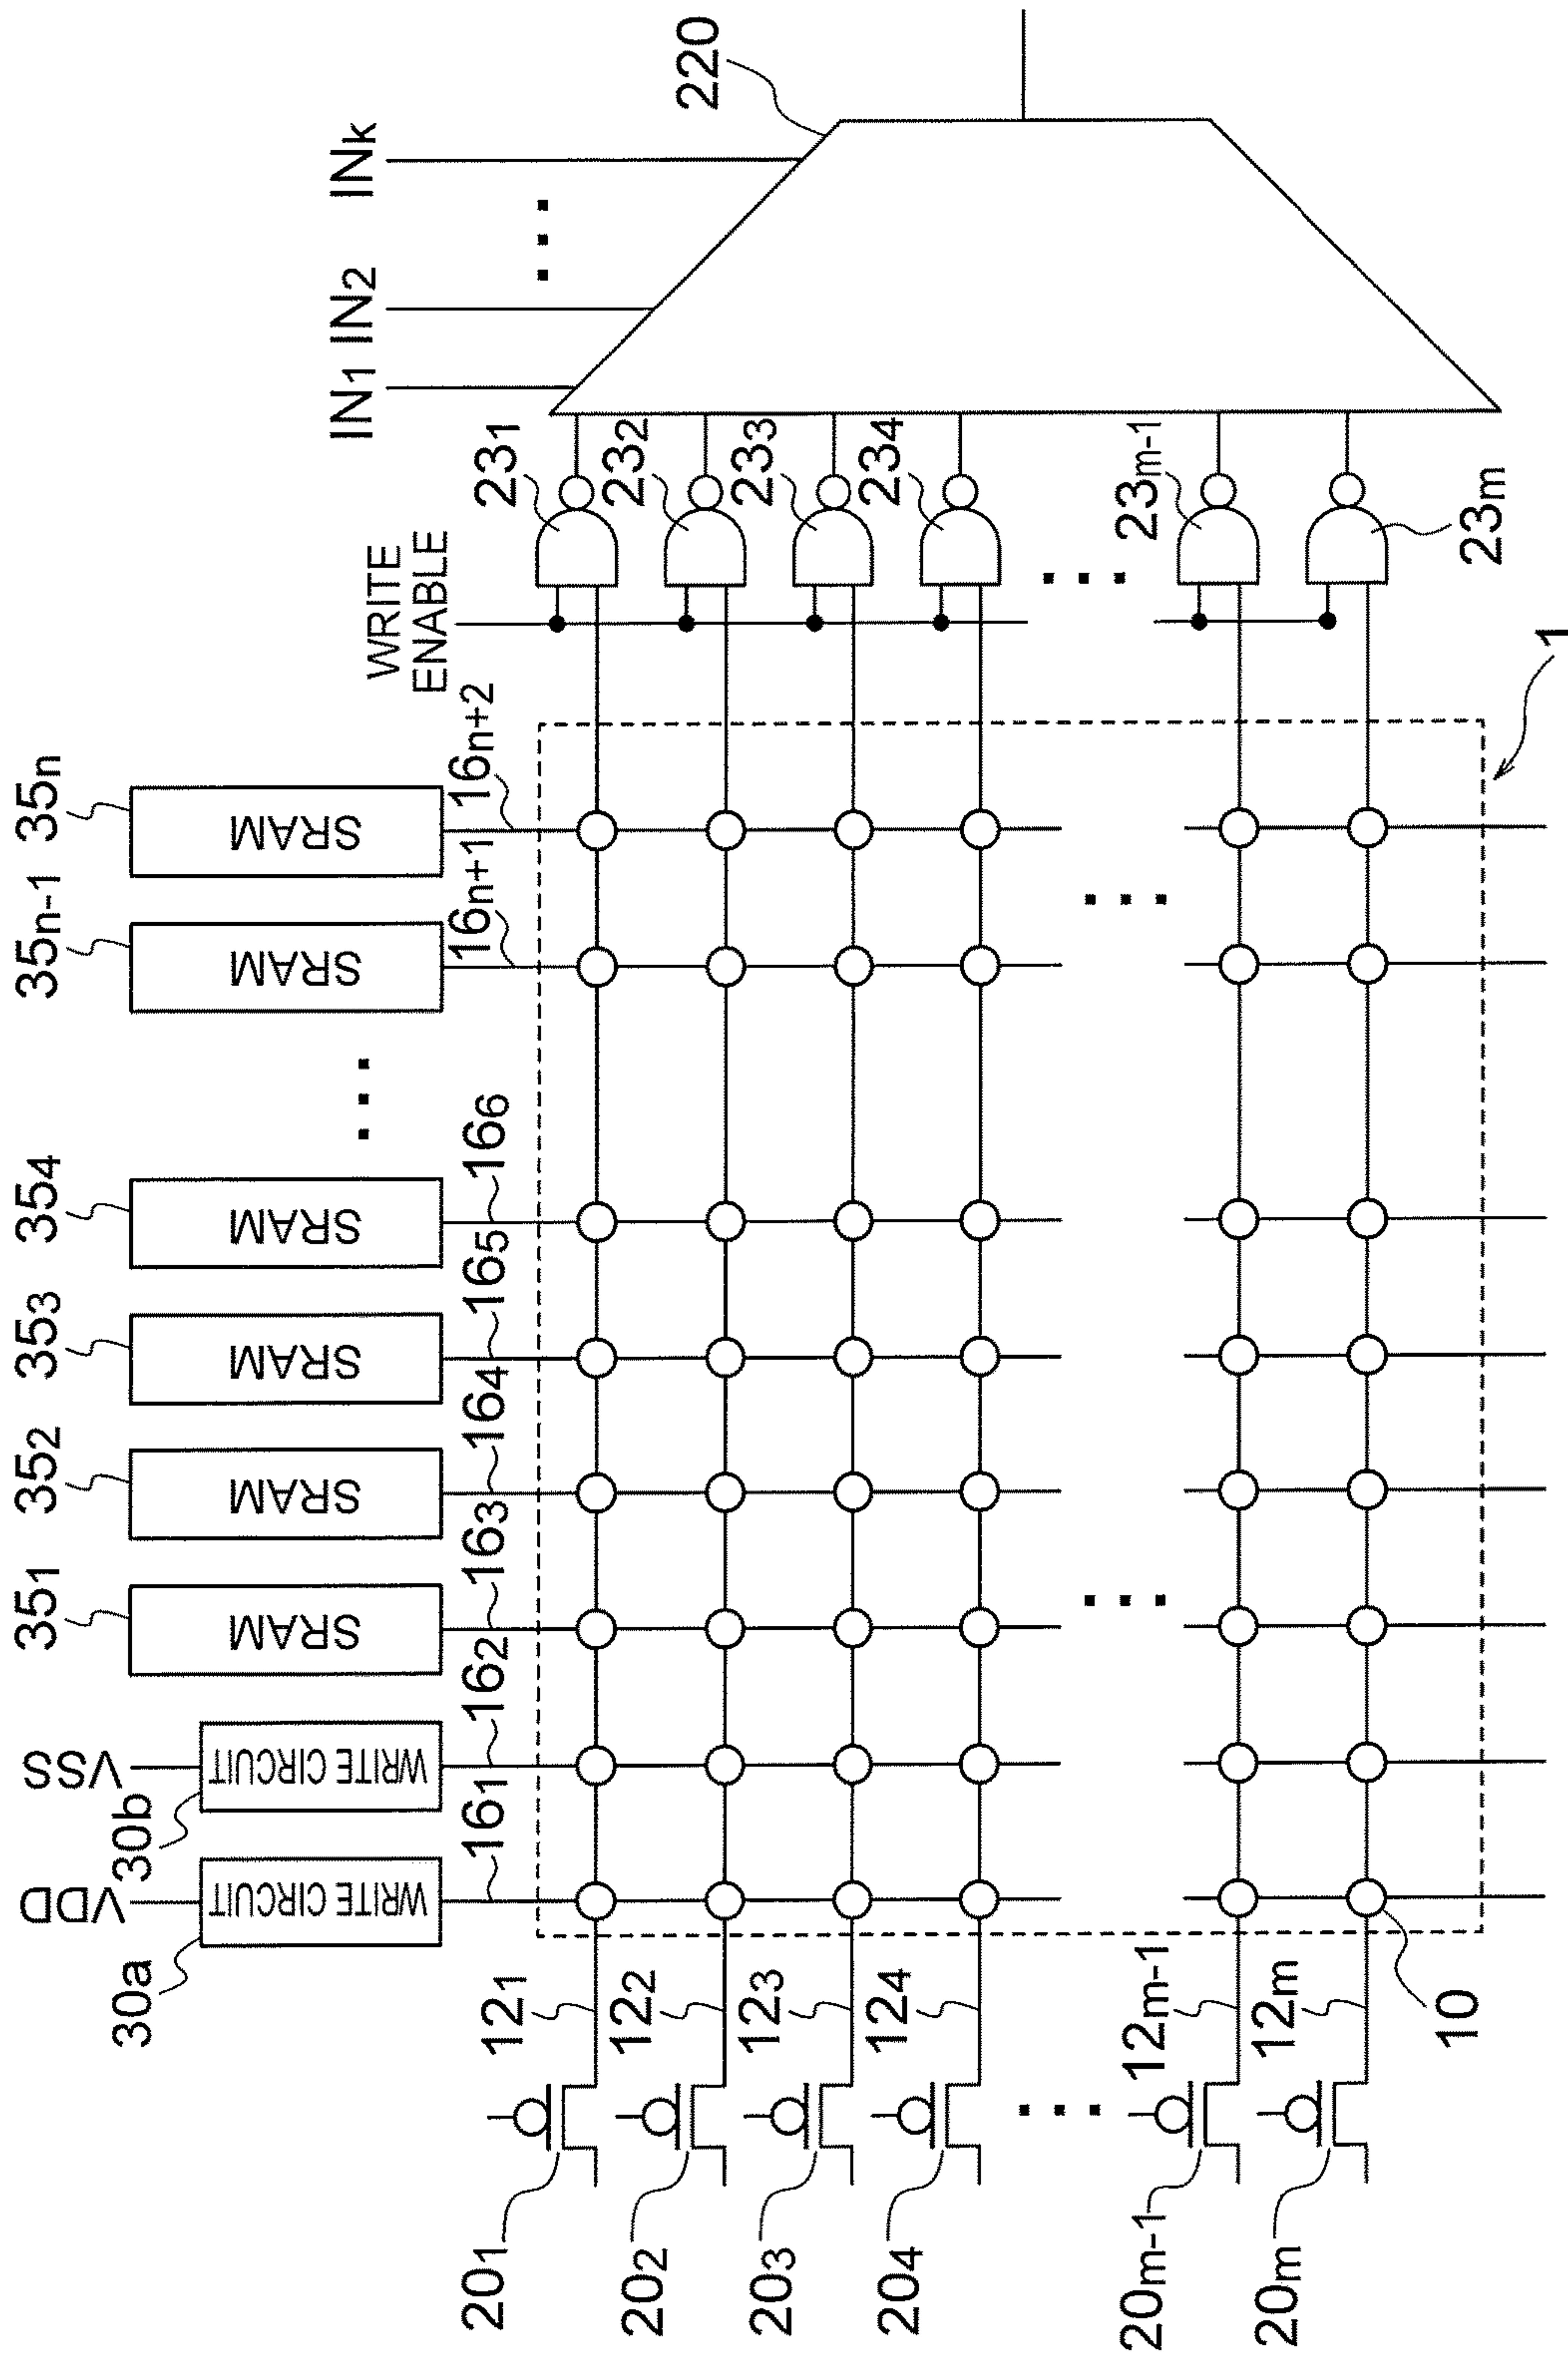 IN1
IN2
INk
220
WRITE
ENABLE
231
232
233
234
23m-1
23m
1
VDD
VSS
30a
30b
WRITE CIRCUIT
WRITE CIRCUIT
351
352
353
354
35n-1
35n
SRAM
SRAM
SRAM
SRAM
SRAM
SRAM
161
162
163
164
165
166
16n+1
16n+2
121
122
123
124
12m-1
12m
10
201
202
203
204
20m-1
20m